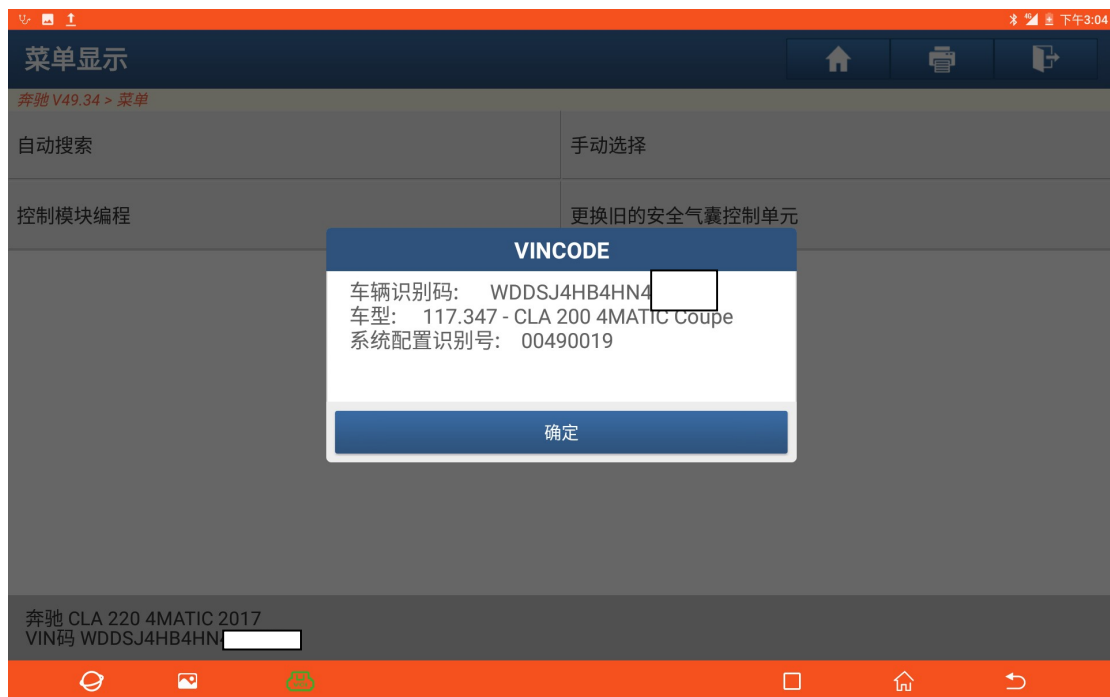 4G
下午3:04
菜单显示
奔驰 V49.34 > 菜单
自动搜索
手动选择
控制模块编程
更换旧的安全气囊控制单元
VINCODE
车辆识别码: WDDSJ4HB4HN4
车型: 117.347 - CLA 200 4MATIC Coupe
系统配置识别号: 00490019
确定
奔驰 CLA 220 4MATIC 2017
VIN码 WDDSJ4HB4HN